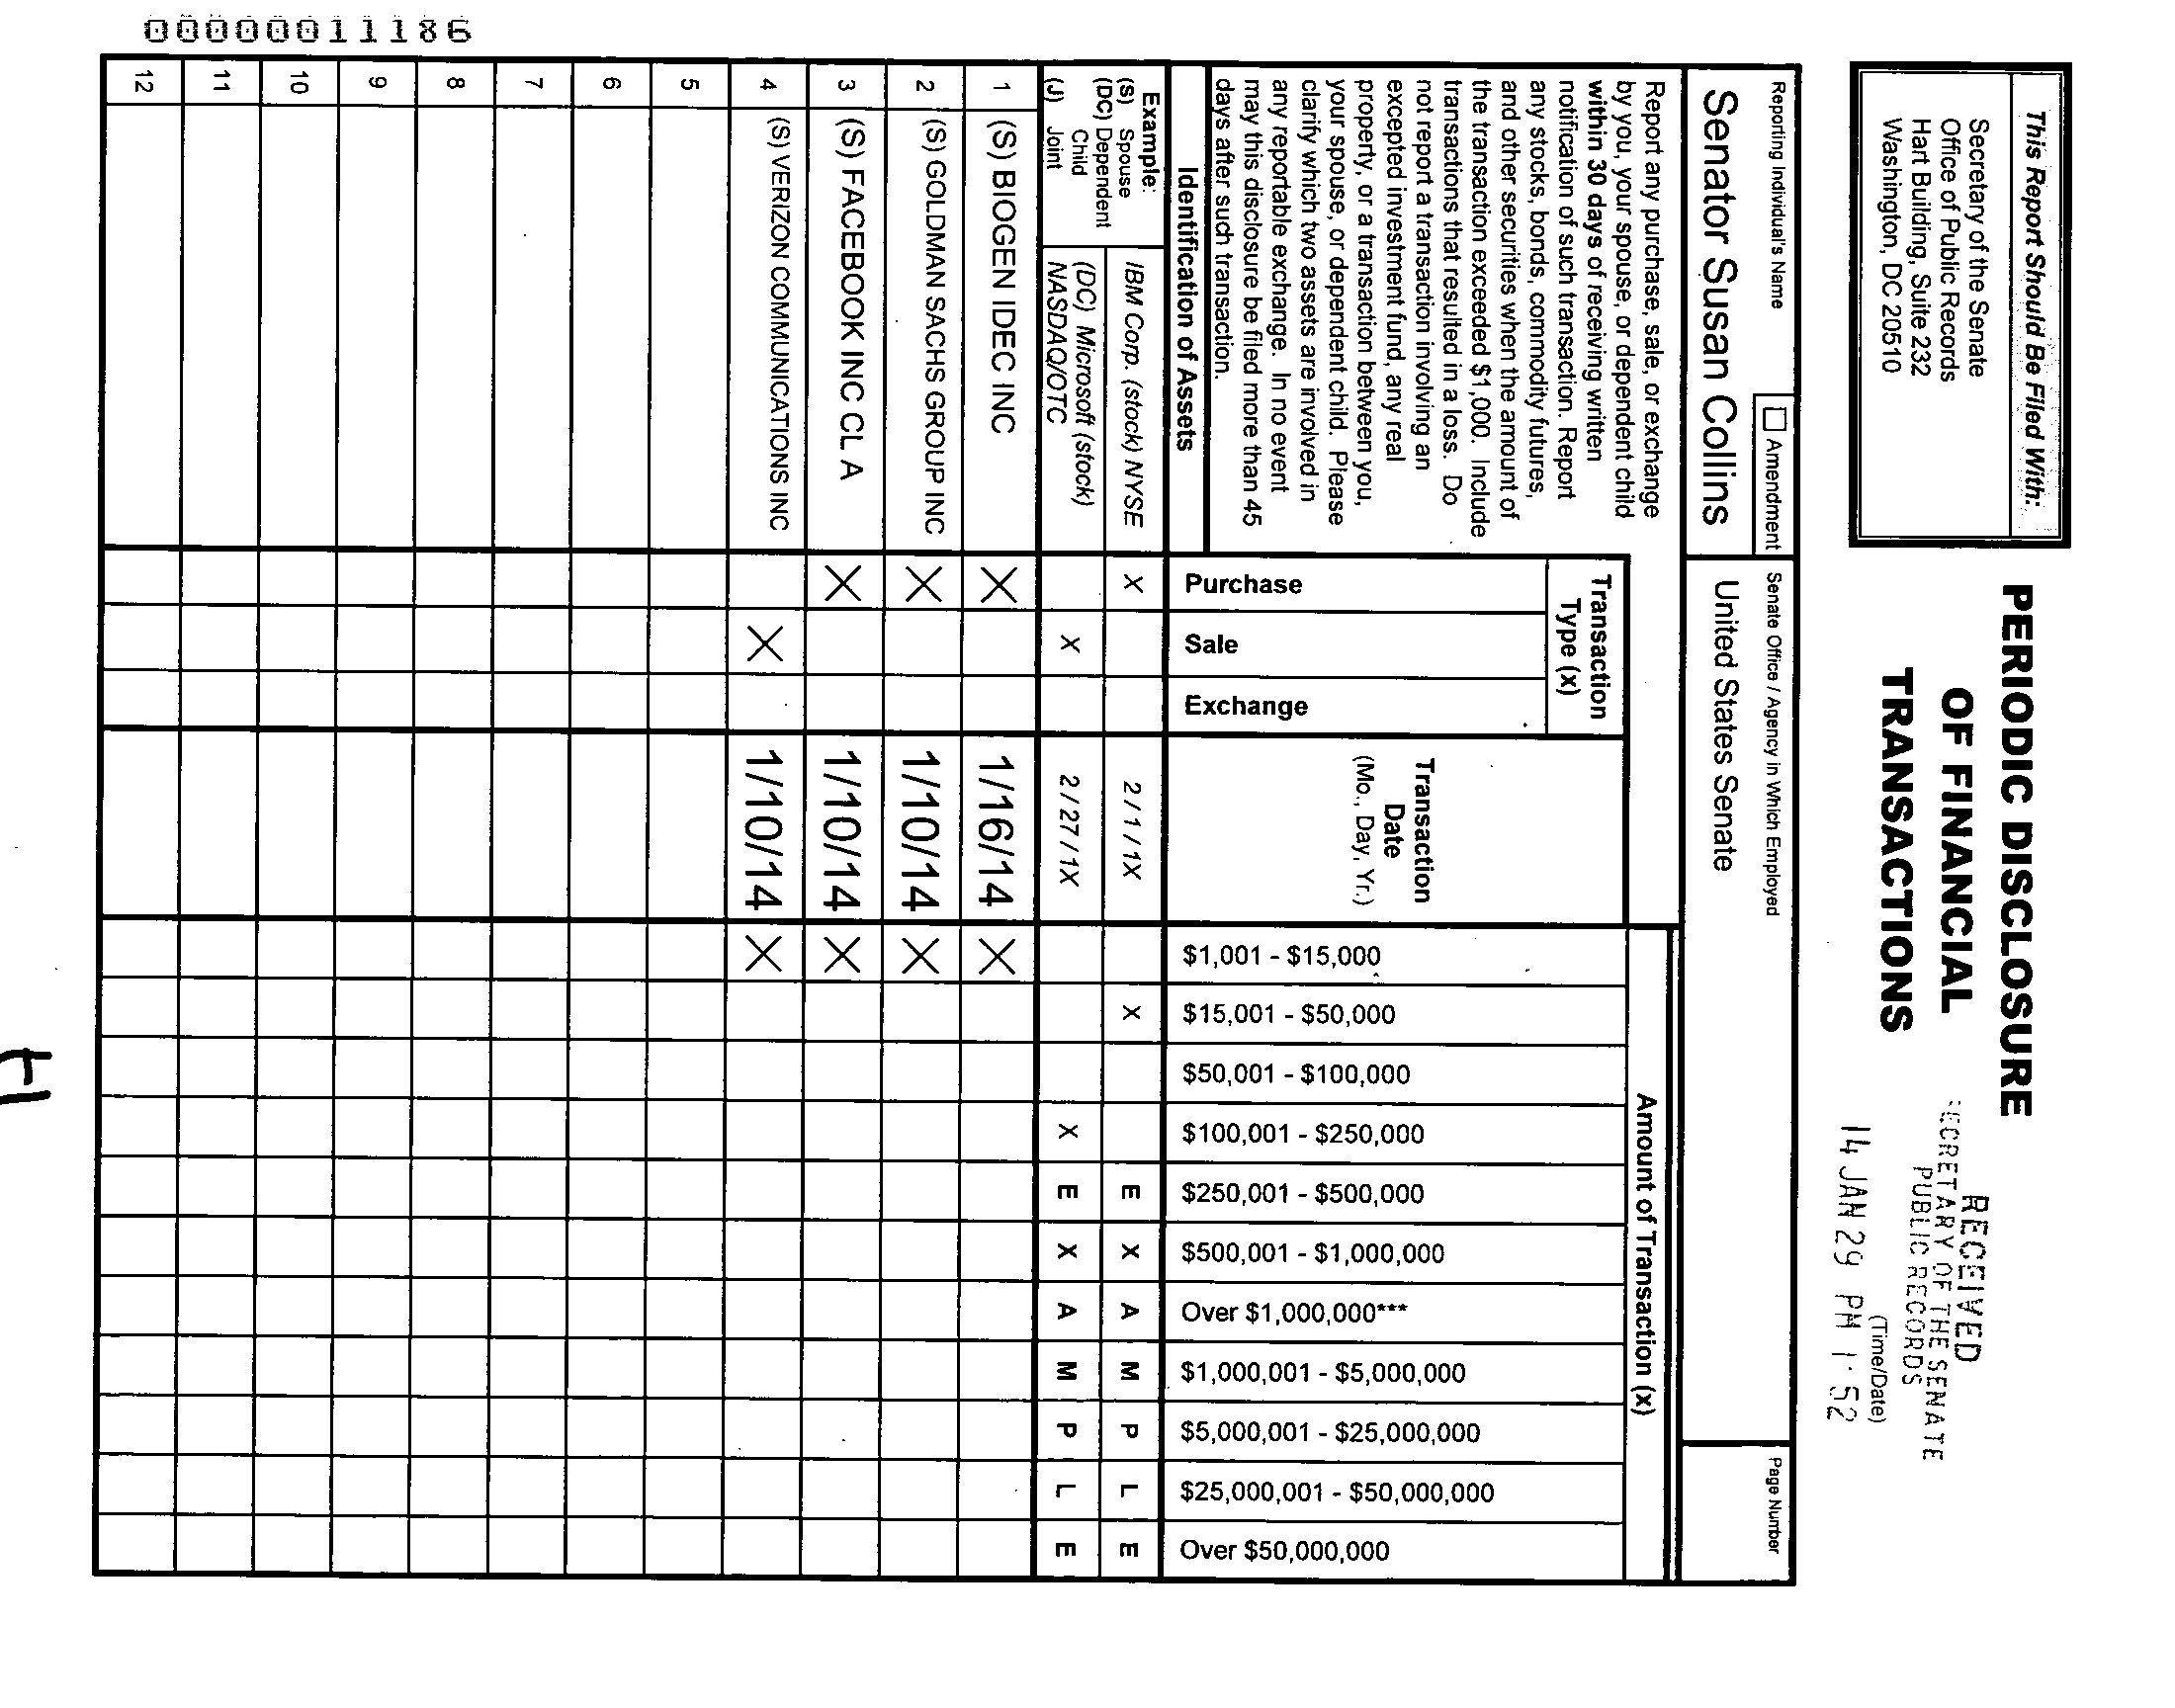 This Report Should Be Filed With:
Secretary of the Senate
Office of Public Records
Hart Building, Suite 232
Washington, DC 20510
PERIODIC DISCLOSURE
OF FINANCIAL
TRANSACTIONS
RECEIVED
SECRETARY OF THE SENATE
PUBLIC RECORDS
(Time/Date)
14 JAN 29 PM 1:52
Reporting Individual's Name
Amendment
Senate Office / Agency in Which Employed
Page Number
Senator Susan Collins
United States Senate
Report any purchase, sale, or exchange
by you, your spouse, or dependent child
within 30 days of receiving written
notification of such transaction. Report
any stocks, bonds, commodity futures,
and other securities when the amount of
the transaction exceeded $1,000. Include
transactions that resulted in a loss. Do
not report a transaction involving an
excepted investment fund, any real
property, or a transaction between you,
your spouse, or dependent child. Please
clarify which two assets are involved in
any reportable exchange. In no event
may this disclosure be filed more than 45
days after such transaction.
Identification of Assets
Transaction
Type (x)
Purchase
Sale
Exchange
Transaction
Date
(Mo., Day, Yr.)
Amount of Transaction (x)
$1,001 - $15,000
$15,001 - $50,000
$50,001 - $100,000
$100,001 - $250,000
$250,001 - $500,000
$500,001 - $1,000,000
Over $1,000,000***
$1,000,001 - $5,000,000
$5,000,001 - $25,000,000
$25,000,001 - $50,000,000
Over $50,000,000
Example:
(S) Spouse
(DC) Dependent
Child
(J) Joint
IBM Corp. (stock) NYSE X 2 / 1 / 1X X E X A M P L E
(DC) Microsoft (stock)
NASDAQ/OTC X 2 / 27 / 1X X E X A M P L E
1 (S) BIOGEN IDEC INC X 1/16/14 X
2 (S) GOLDMAN SACHS GROUP INC X 1/10/14 X
3 (S) FACEBOOK INC CL A X 1/10/14 X
4 (S) VERIZON COMMUNICATIONS INC X 1/10/14 X
5
6
7
8
9
10
11
12
00000011186